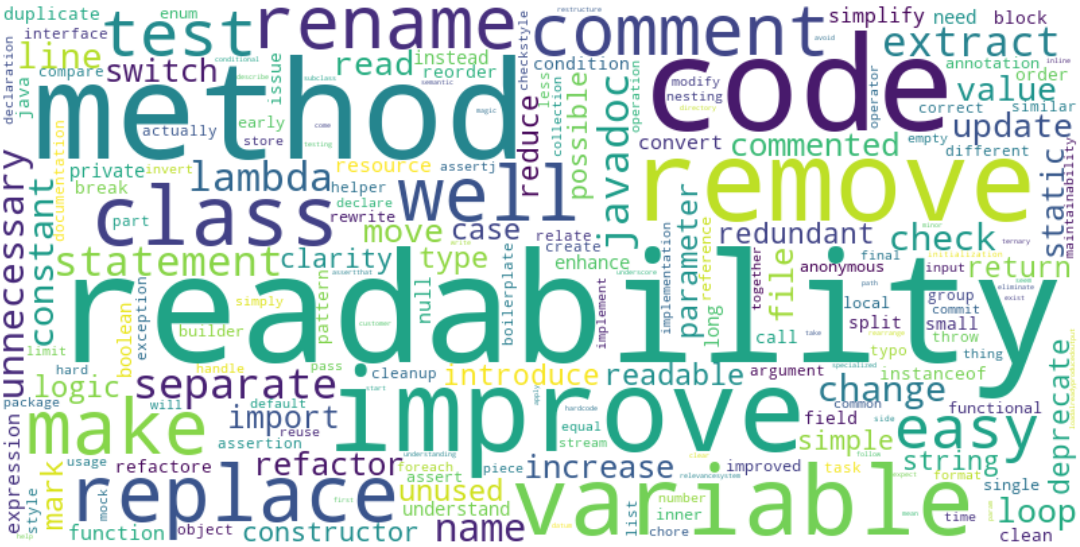 duplicate
enum
interface
test
rename
comment
simplify
need
block
line
switch
read
instead
reorder
condition
extract
annotation
order
declaration
java
compare
method
issue
checkstyle
less
collection
operation
javadoc
possible
reduce
code
modify
nesting
directory
operator
value
correct
similar
inline
avoid
restructure
conditional
describe
subclass
semantic
magic
come
testing
actually
early
store
convert
commented
empty
different
update
maintainability
static
documentation
private
invert
break
resource
assertj
lambda
helper
declare
rewrite
well
remove
unnecessary
constant
class
part
move
case
relate
create
redundant
check
minor
ternary
initialization
statement
clarity
type
enhance
implementation
parameter
long
reference
together
anonymous
final
input
return
path
seem
eliminate
exist
readability
boilerplate
implement
underscore
file
local
group
commit
boolean
exception
simply
builder
pattern
assertthat
customer
null
write
call
split
small
throw
take
typo
thing
rearrange
limit
hard
handle
pass
cleanup
introduce
readable
argument
specialized
instanceof
deprecate
logic
separate
start
improve
change
functional
package
make
will
default
import
reuse
apply
hardcode
common
field
side
easy
expression
assertion
equal
stream
simple
follow
string
mark
usage
refactore
refactor
understanding
foreach
piece
increase
clear
relevancesystem
improved
task
expect
format
style
mock
replace
assert
unused
understand
variable
number
inner
single
loop
first
function
object
constructor
name
list
chore
mean
param
time
clean
help